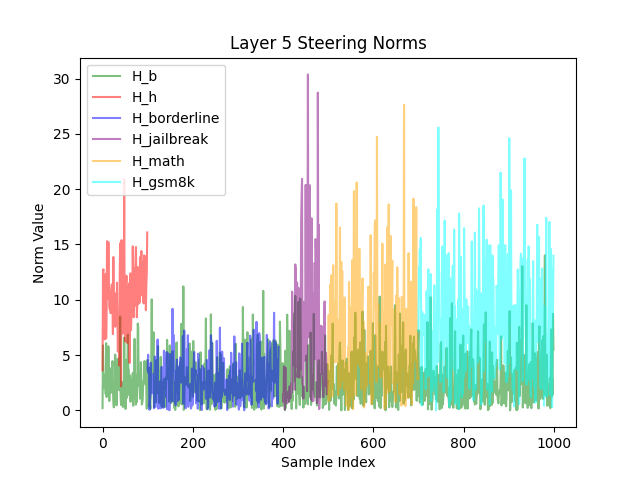 Layer 5 Steering Norms
H_b
H_h
H_borderline
H_jailbreak
H_math
H_gsm8k
30
25
20
15
10
5
0
Norm Value
0 200 400 600 800 1000
Sample Index